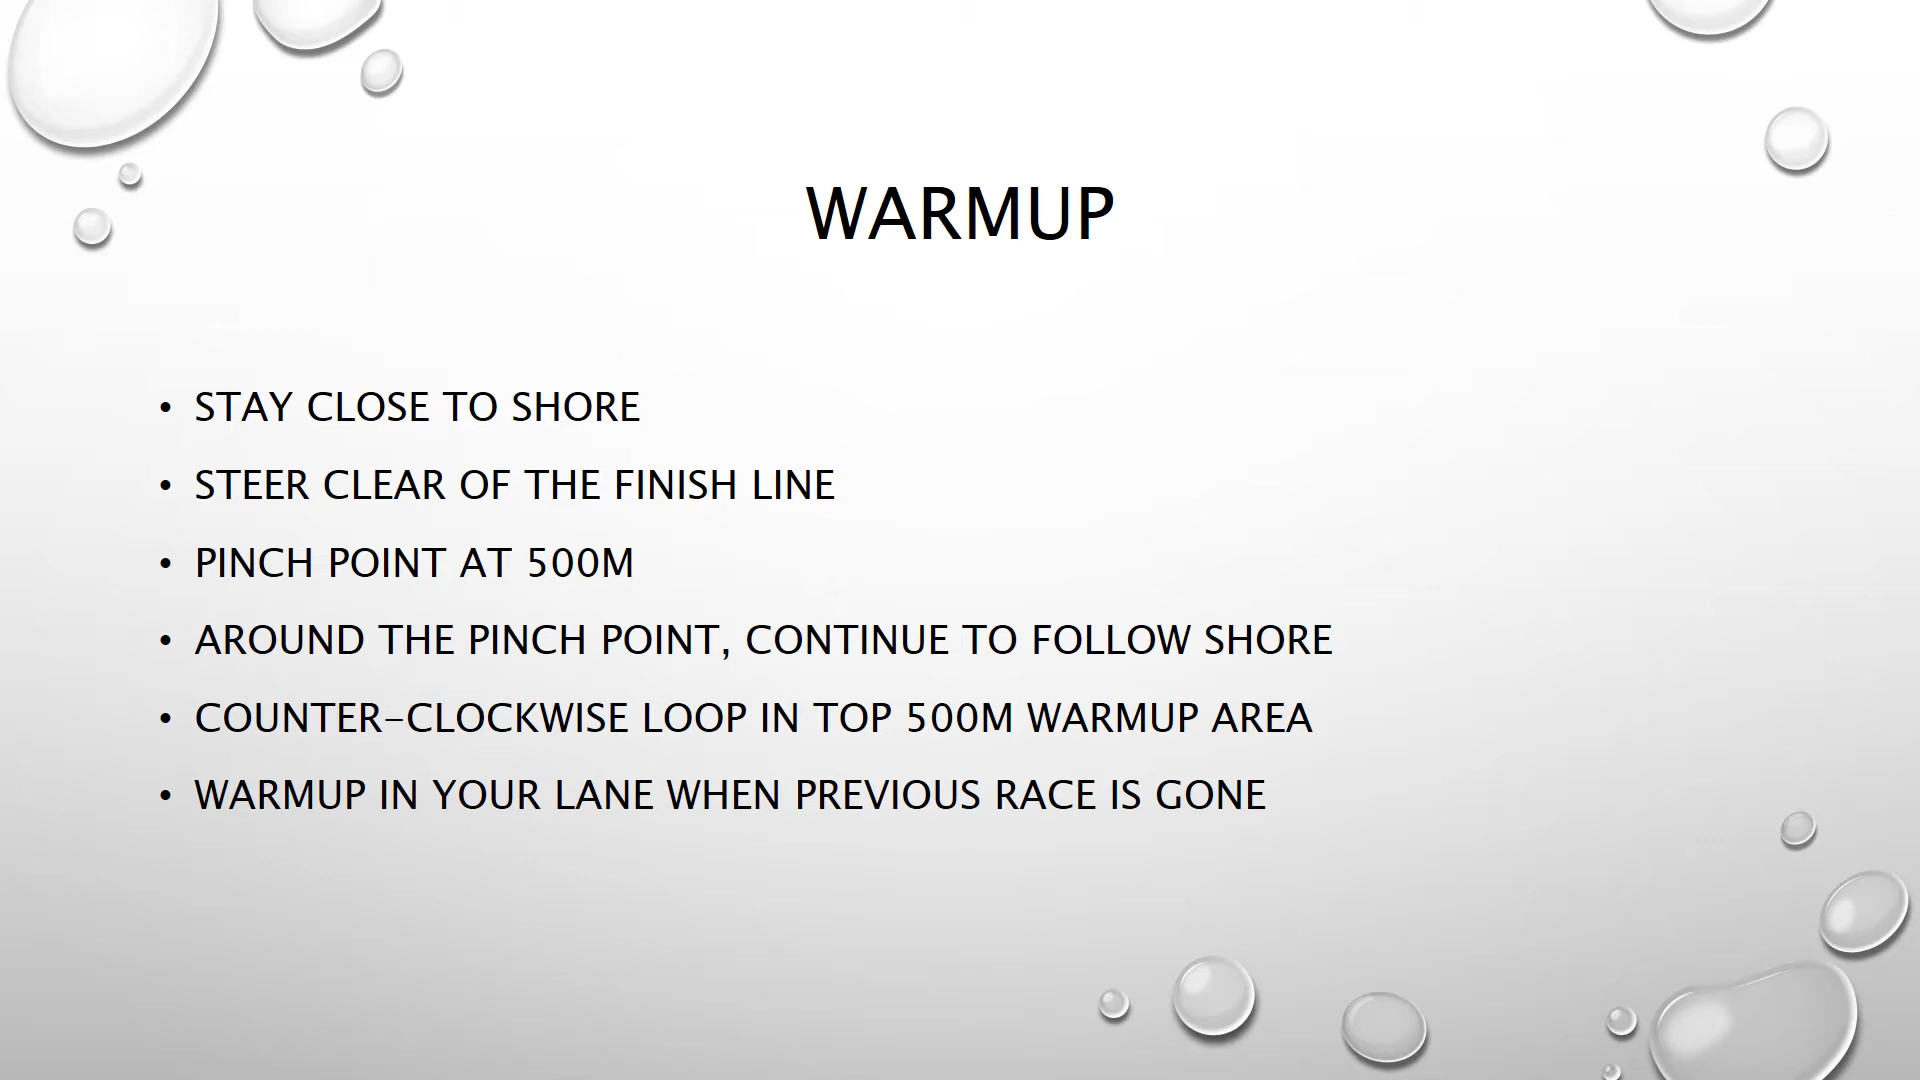 WARMUP
• STAY CLOSE TO SHORE
• STEER CLEAR OF THE FINISH LINE
• PINCH POINT AT 500M
• AROUND THE PINCH POINT, CONTINUE TO FOLLOW SHORE
• COUNTER-CLOCKWISE LOOP IN TOP 500M WARMUP AREA
• WARMUP IN YOUR LANE WHEN PREVIOUS RACE IS GONE